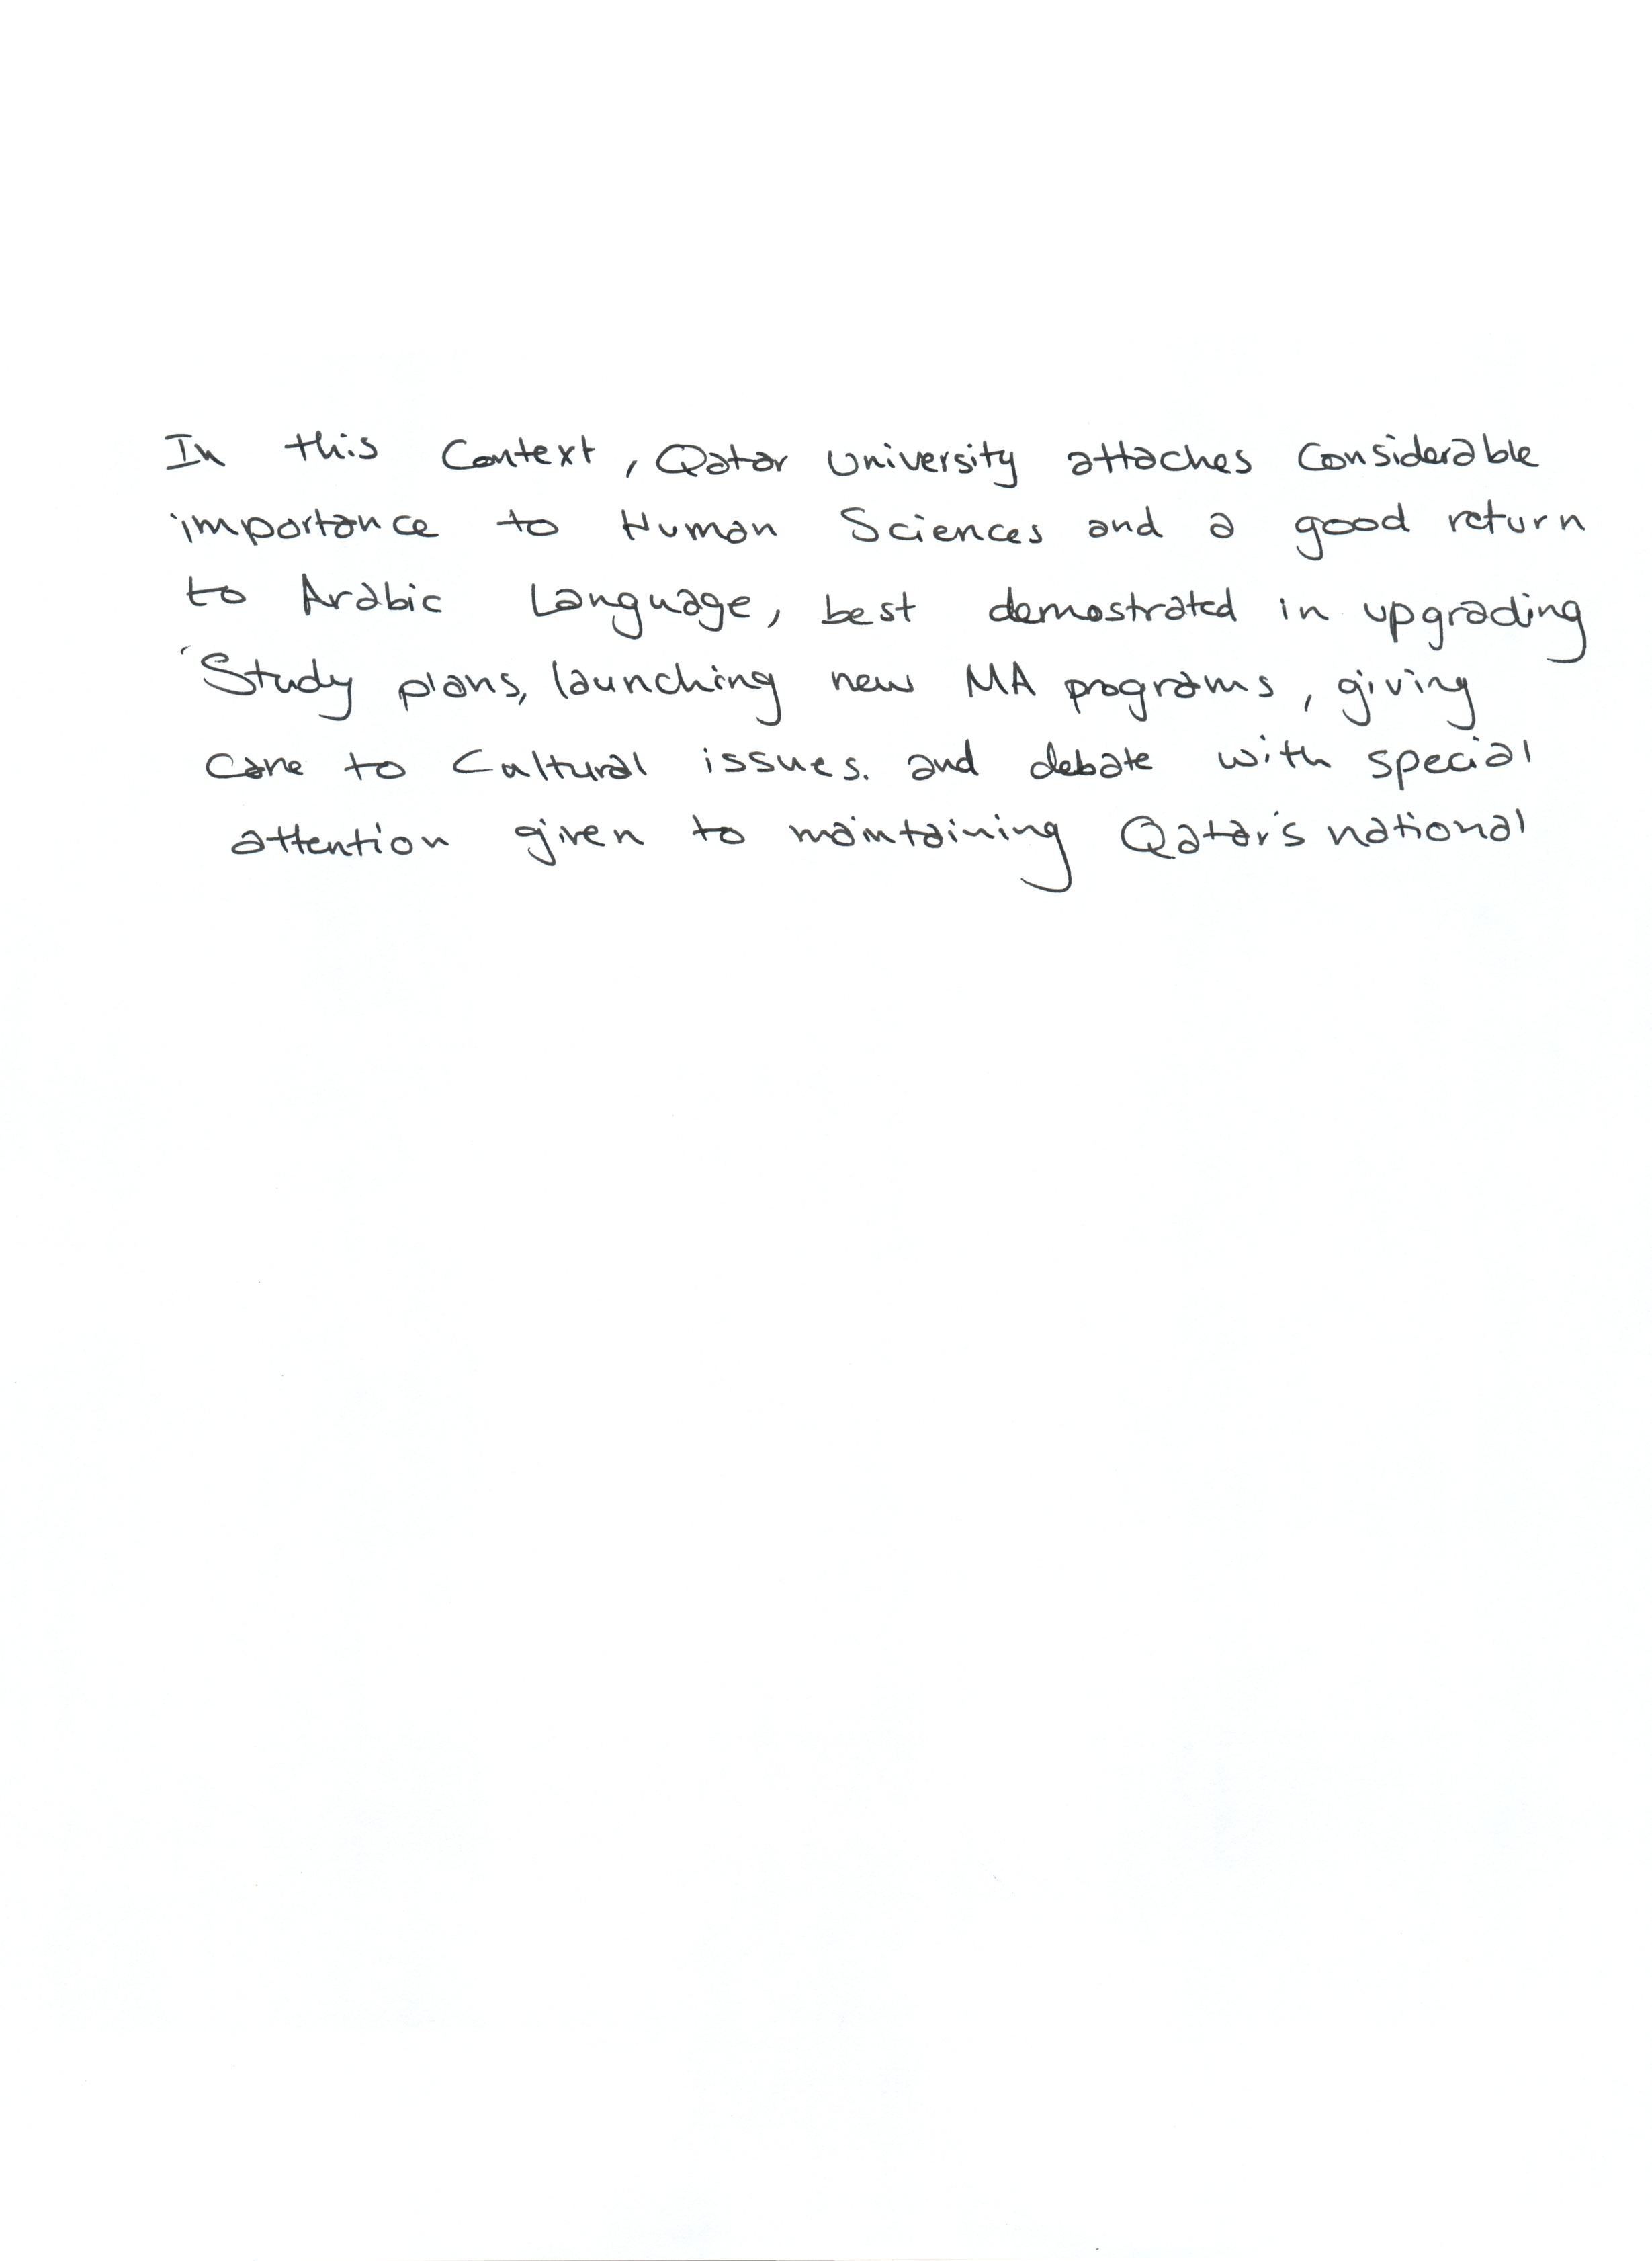 In this Context, Qatar University attaches Considerable
importance to Human Sciences and a good return
to Arabic Language, best demostrated in upgrading
Study plans, launching new MA programs, giving
care to Cultural issues. and debate with special
attention given to maintaining Qatar's national